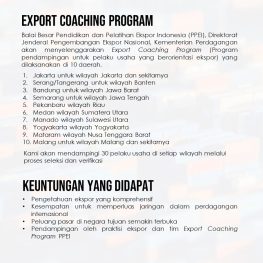 EXPORT COACHING PROGRAM
Balai Besar Pendidikan dan Pelatihan Ekspor Indonesia (PPEI), Direktorat
Jenderal Pengembangan Ekspor Nasional, Kementerian Perdagangan
akan menyelenggarakan Export Coaching Program (Program
pendampingan untuk pelaku usaha yang berorientasi ekspor) yang
dilaksanakan di 10 daerah.
1. Jakarta untuk wilayah Jakarta dan sekitarnya
2. Serang/Tangerang untuk wilayah Banten
3. Bandung untuk wilayah Jawa Barat
4. Semarang untuk wilayah Jawa Tengah
5. Pekanbaru wilayah Riau
6. Medan wilayah Sumatera Utara
7. Manado wilayah Sulawesi Utara
8. Yogyakarta wilayah Yogyakarta
9. Mataram wilayah Nusa Tenggara Barat
10. Malang untuk wilayah Malang dan sekitarnya
Kami akan mendampingi 30 pelaku usaha di setiap wilayah melalui
proses seleksi dan verifikasi
KEUNTUNGAN YANG DIDAPAT
• Pengetahuan ekspor yang komprehensif
• Kesempatan untuk memperluas jaringan dalam perdagangan
internasional
• Peluang pasar di negara tujuan semakin terbuka
• Pendampingan oleh praktisi ekspor dan tim Export Coaching
Program PPEI